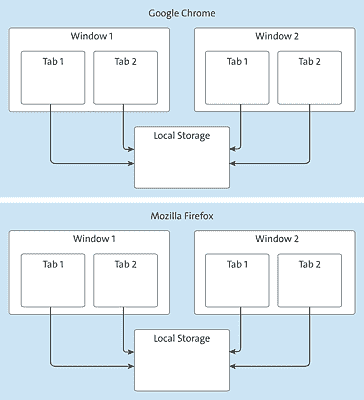 Google Chrome
Window 1
Window 2
Tab 1
Tab 2
Tab 1
Tab 2
Local Storage
Mozilla Firefox
Window 1
Window 2
Tab 1
Tab 2
Tab 1
Tab 2
Local Storage